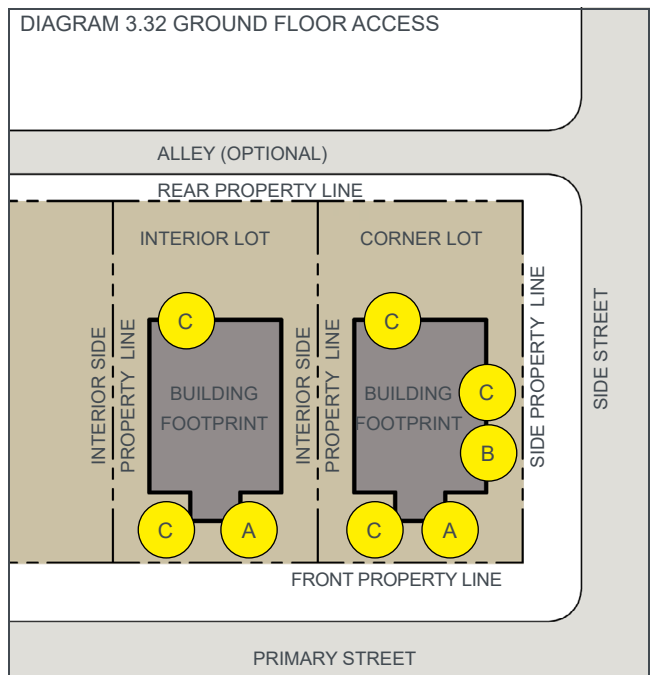 DIAGRAM 3.32 GROUND FLOOR ACCESS
ALLEY (OPTIONAL)
REAR PROPERTY LINE
INTERIOR LOT
CORNER LOT
INTERIOR SIDE
PROPERTY LINE
INTERIOR SIDE
PROPERTY LINE
SIDE PROPERTY LINE
SIDE STREET
C
C
BUILDING
FOOTPRINT
BUILDING
FOOTPRINT
C
B
C
A
C
A
FRONT PROPERTY LINE
PRIMARY STREET